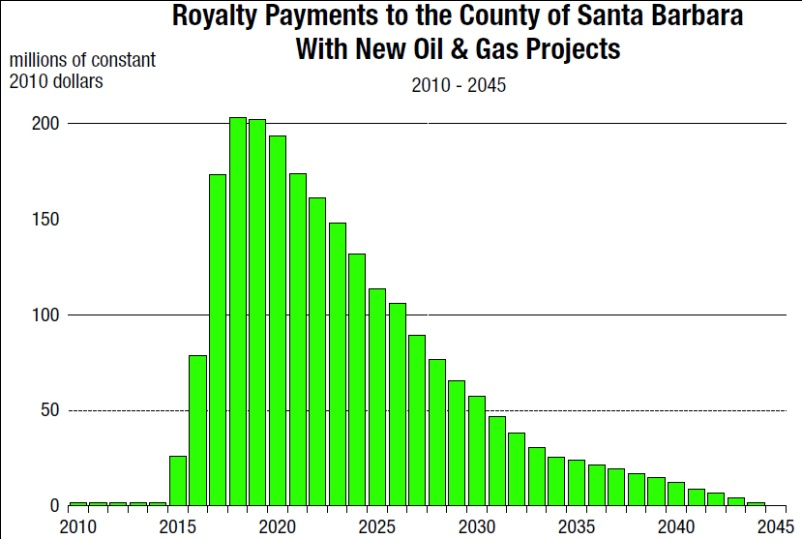 Royalty Payments to the County of Santa Barbara
With New Oil & Gas Projects
millions of constant
2010 dollars
2010 - 2045
200
150
100
50
0
2010 2015 2020 2025 2030 2035 2040 2045